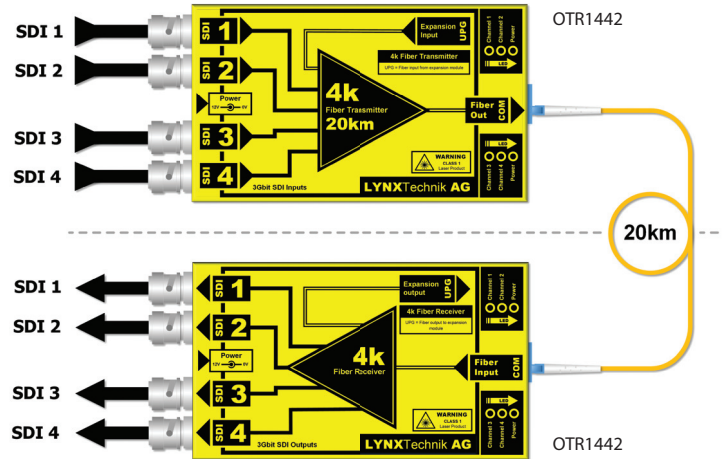 OTR1442
SDI 1
SDI 2
SDI 3
SDI 4
SDI 1
SDI 2
SDI 3
SDI 4
Power
12V 0V
3Gbit SDI Inputs
4k
Fiber Transmitter
20km
Expansion
Input
UPG
4k Fiber Transmitter
UPG = Fiber input from expansion module
Fiber
Out
COM
WARNING
CLASS 1
Laser Product
LYNXTechnik AG
Channel 1
Channel 2
Power
LED
LED
Channel 3
Channel 4
Power
20km
SDI 1
SDI 2
SDI 3
SDI 4
SDI 1
SDI 2
SDI 3
SDI 4
Power
12V 0V
3Gbit SDI Outputs
4k
Fiber Receiver
Expansion
output
UPG
4k Fiber Receiver
UPG = Fiber output to expansion
module
Fiber
Input
COM
WARNING
CLASS 1
Laser Product
LYNXTechnik AG
Channel 1
Channel 2
Power
LED
LED
Channel 3
Channel 4
Power
OTR1442